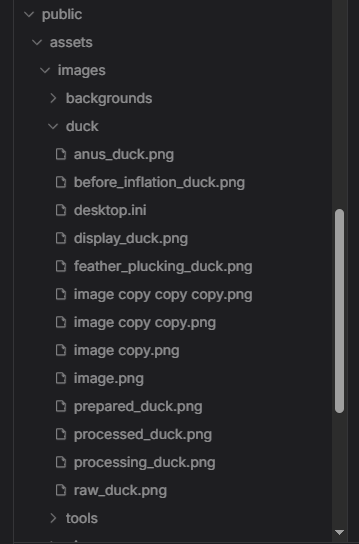 public
assets
images
backgrounds
duck
anus_duck.png
before_inflation_duck.png
desktop.ini
display_duck.png
feather_plucking_duck.png
image copy copy copy.png
image copy copy.png
image copy.png
image.png
prepared_duck.png
processed_duck.png
processing_duck.png
raw_duck.png
tools